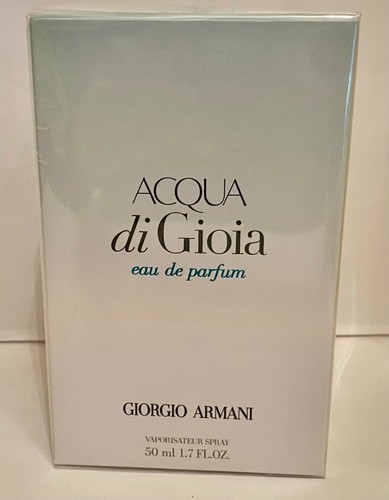 ACQUA
di Gioia
eau de parfum
GIORGIO ARMANI
VAPORISATEUR SPRAY
50 ml 1.7 FL.OZ.